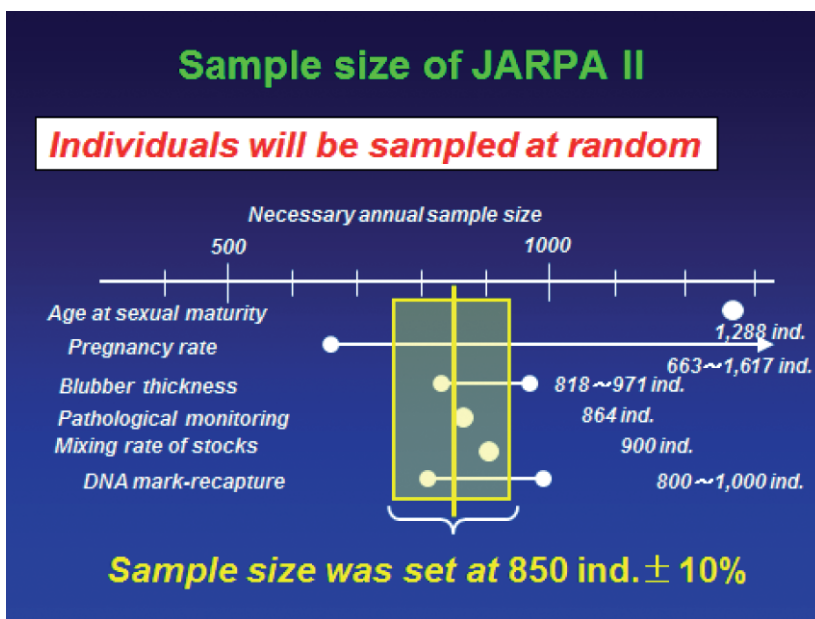 Sample size of JARPA II
Individuals will be sampled at random
Necessary annual sample size
500 1000
Age at sexual maturity
1,288 ind.
Pregnancy rate
663～1,617 ind.
Blubber thickness 818～971 ind.
Pathological monitoring 864 ind.
Mixing rate of stocks 900 ind.
DNA mark-recapture 800～1,000 ind.
Sample size was set at 850 ind. ± 10%